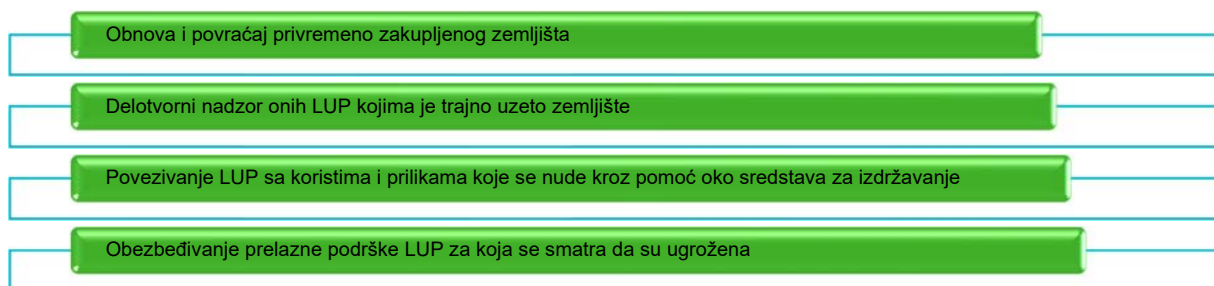 Obnova i povraćaj privremeno zakupljenog zemljišta
Delotvorni nadzor onih LUP kojima je trajno uzeto zemljište
Povezivanje LUP sa koristima i prilikama koje se nude kroz pomoć oko sredstava za izdržavanje
Obezbeđivanje prelazne podrške LUP za koja se smatra da su ugrožena